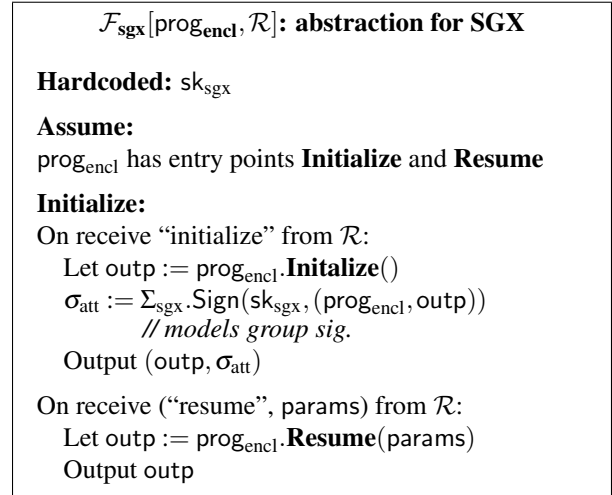 𝓕sgx[progencl, 𝓡]: abstraction for SGX
Hardcoded: sksgx
Assume:
progencl has entry points Initialize and Resume
Initialize:
On receive “initialize” from 𝓡:
Let outp := progencl.Initalize()
σatt := Σsgx.Sign(sksgx, (progencl, outp))
// models group sig.
Output (outp, σatt)
On receive (“resume”, params) from 𝓡:
Let outp := progencl.Resume(params)
Output outp